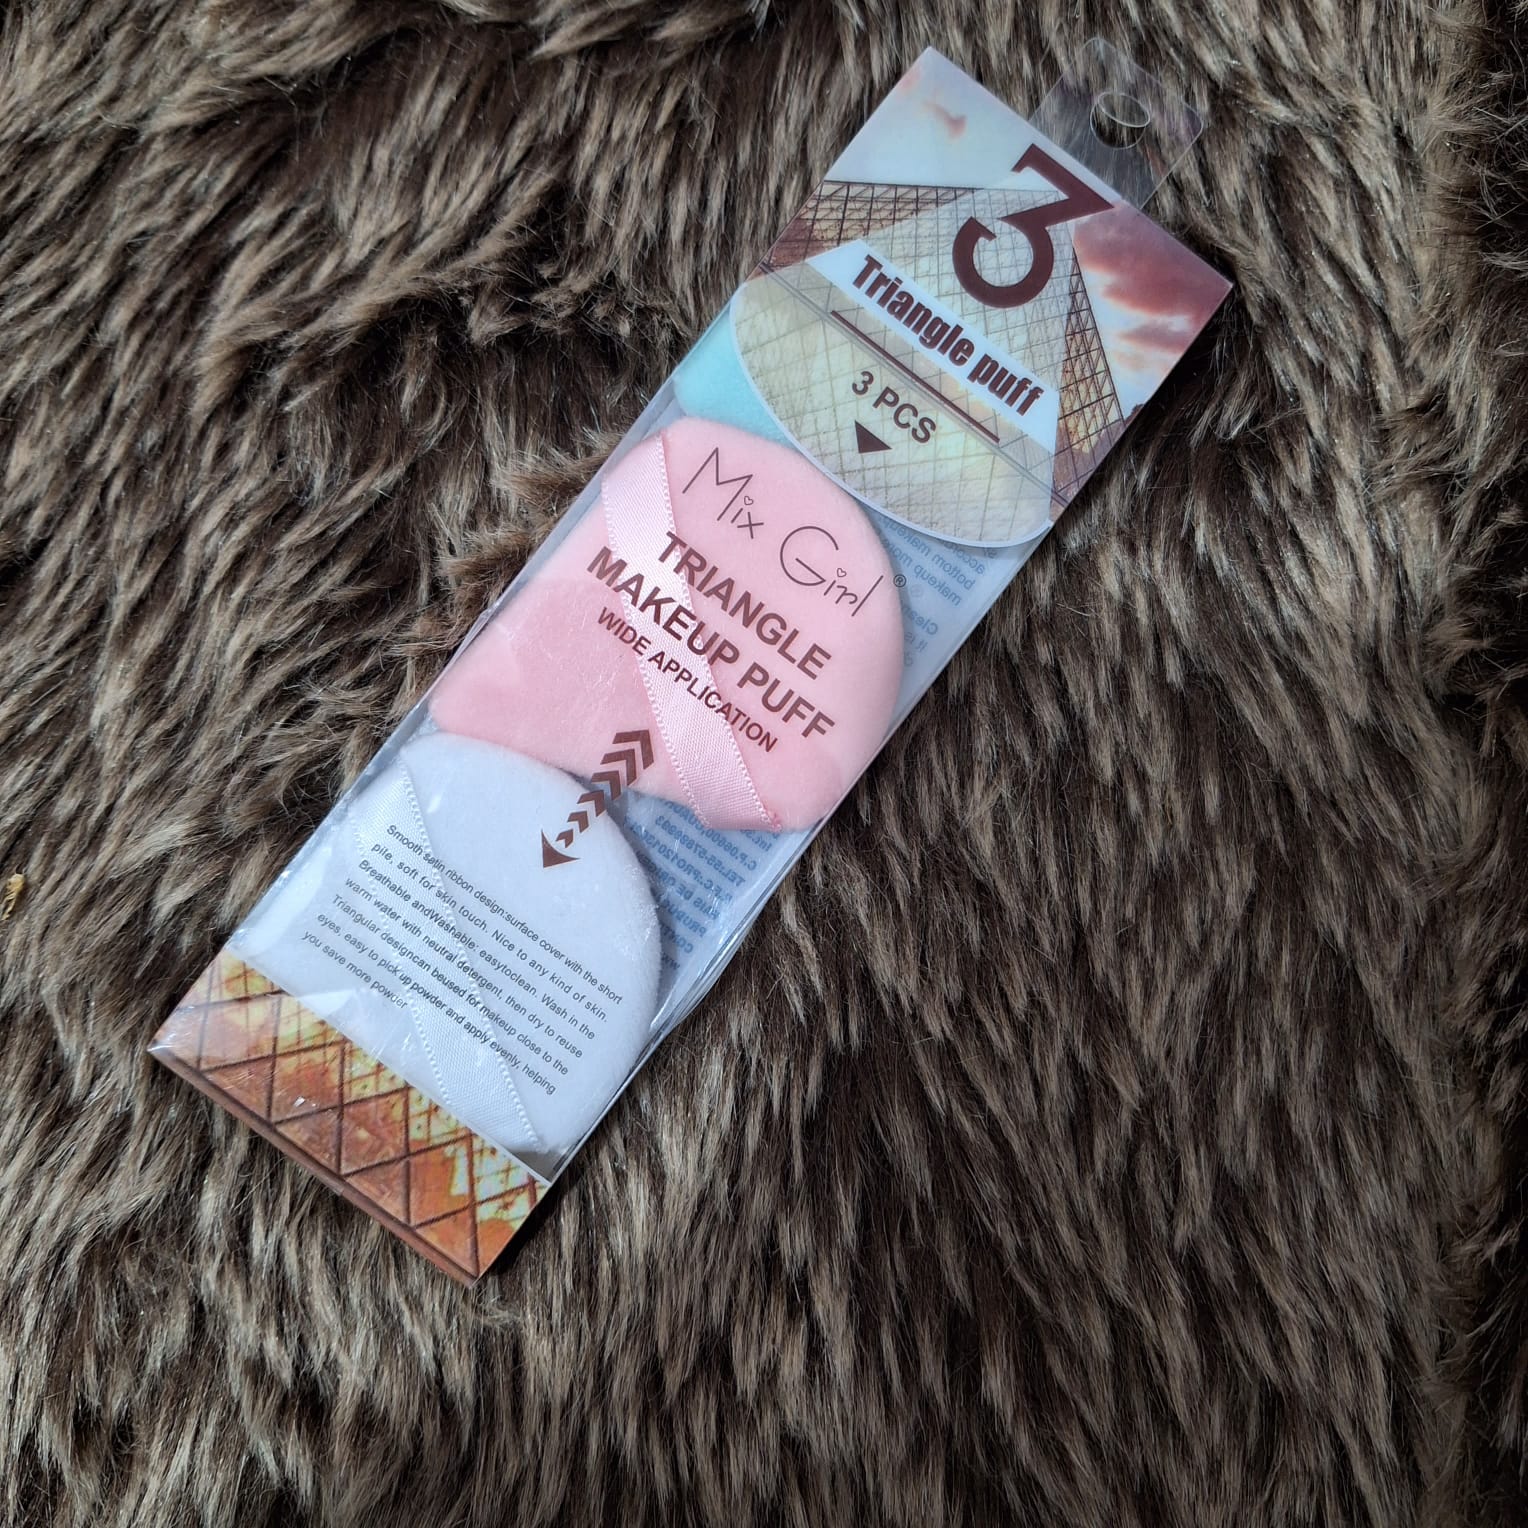 3
Triangle puff
3 PCS
Mix Girl®
TRIANGLE
MAKEUP PUFF
WIDE APPLICATION
Smooth satin ribbon design:surface cover with the short
pile, soft for skin touch. Nice to any kind of skin.
Breathable andWashable: easytoclean. Wash in the
warm water with neutral detergent, then dry to reuse
Triangular designcan beused for makeup close to the
eyes, easy to pick up powder and apply evenly, helping
you save more powder